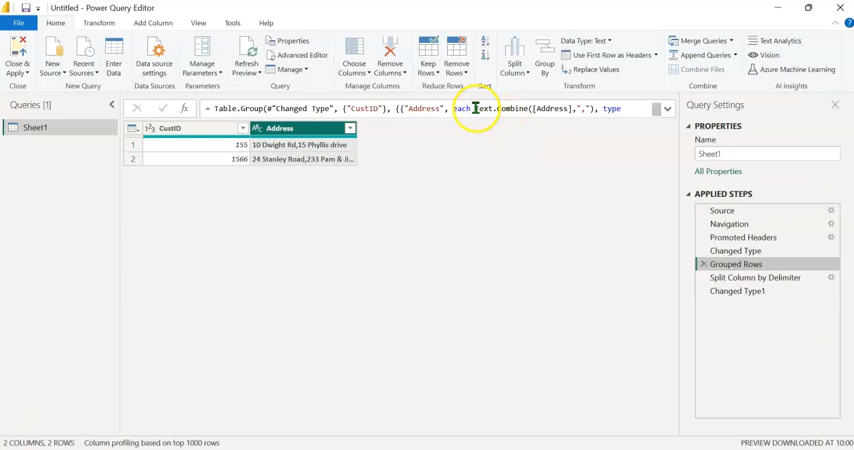 Untitled - Power Query Editor
File Home Transform Add Column View Tools Help
Close & Apply
New Source
Recent Sources
Enter Data
Data source settings
Manage Parameters
Refresh Preview
Properties
Advanced Editor
Manage
Choose Columns
Remove Columns
Keep Rows
Remove Rows
Split Column
Group By
Data Type: Text
Use First Row as Headers
Replace Values
Merge Queries
Append Queries
Combine Files
Text Analytics
Vision
Azure Machine Learning
Close New Query Data Sources Parameters Query Manage Columns Reduce Rows Sort Transform Combine AI Insights
Queries [1]
Sheet1
fx = Table.Group(#"Changed Type", {"CustID"}, {{"Address", each Text.Combine([Address],","), type
123 CustID ABC Address
1 155 10 Dwight Rd,15 Phyllis drive
2 1566 24 Stanley Road,233 Pam & Ji...
Query Settings
PROPERTIES
Name
Sheet1
All Properties
APPLIED STEPS
Source
Navigation
Promoted Headers
Changed Type
Grouped Rows
Split Column by Delimiter
Changed Type1
2 COLUMNS, 2 ROWS Column profiling based on top 1000 rows PREVIEW DOWNLOADED AT 10:00